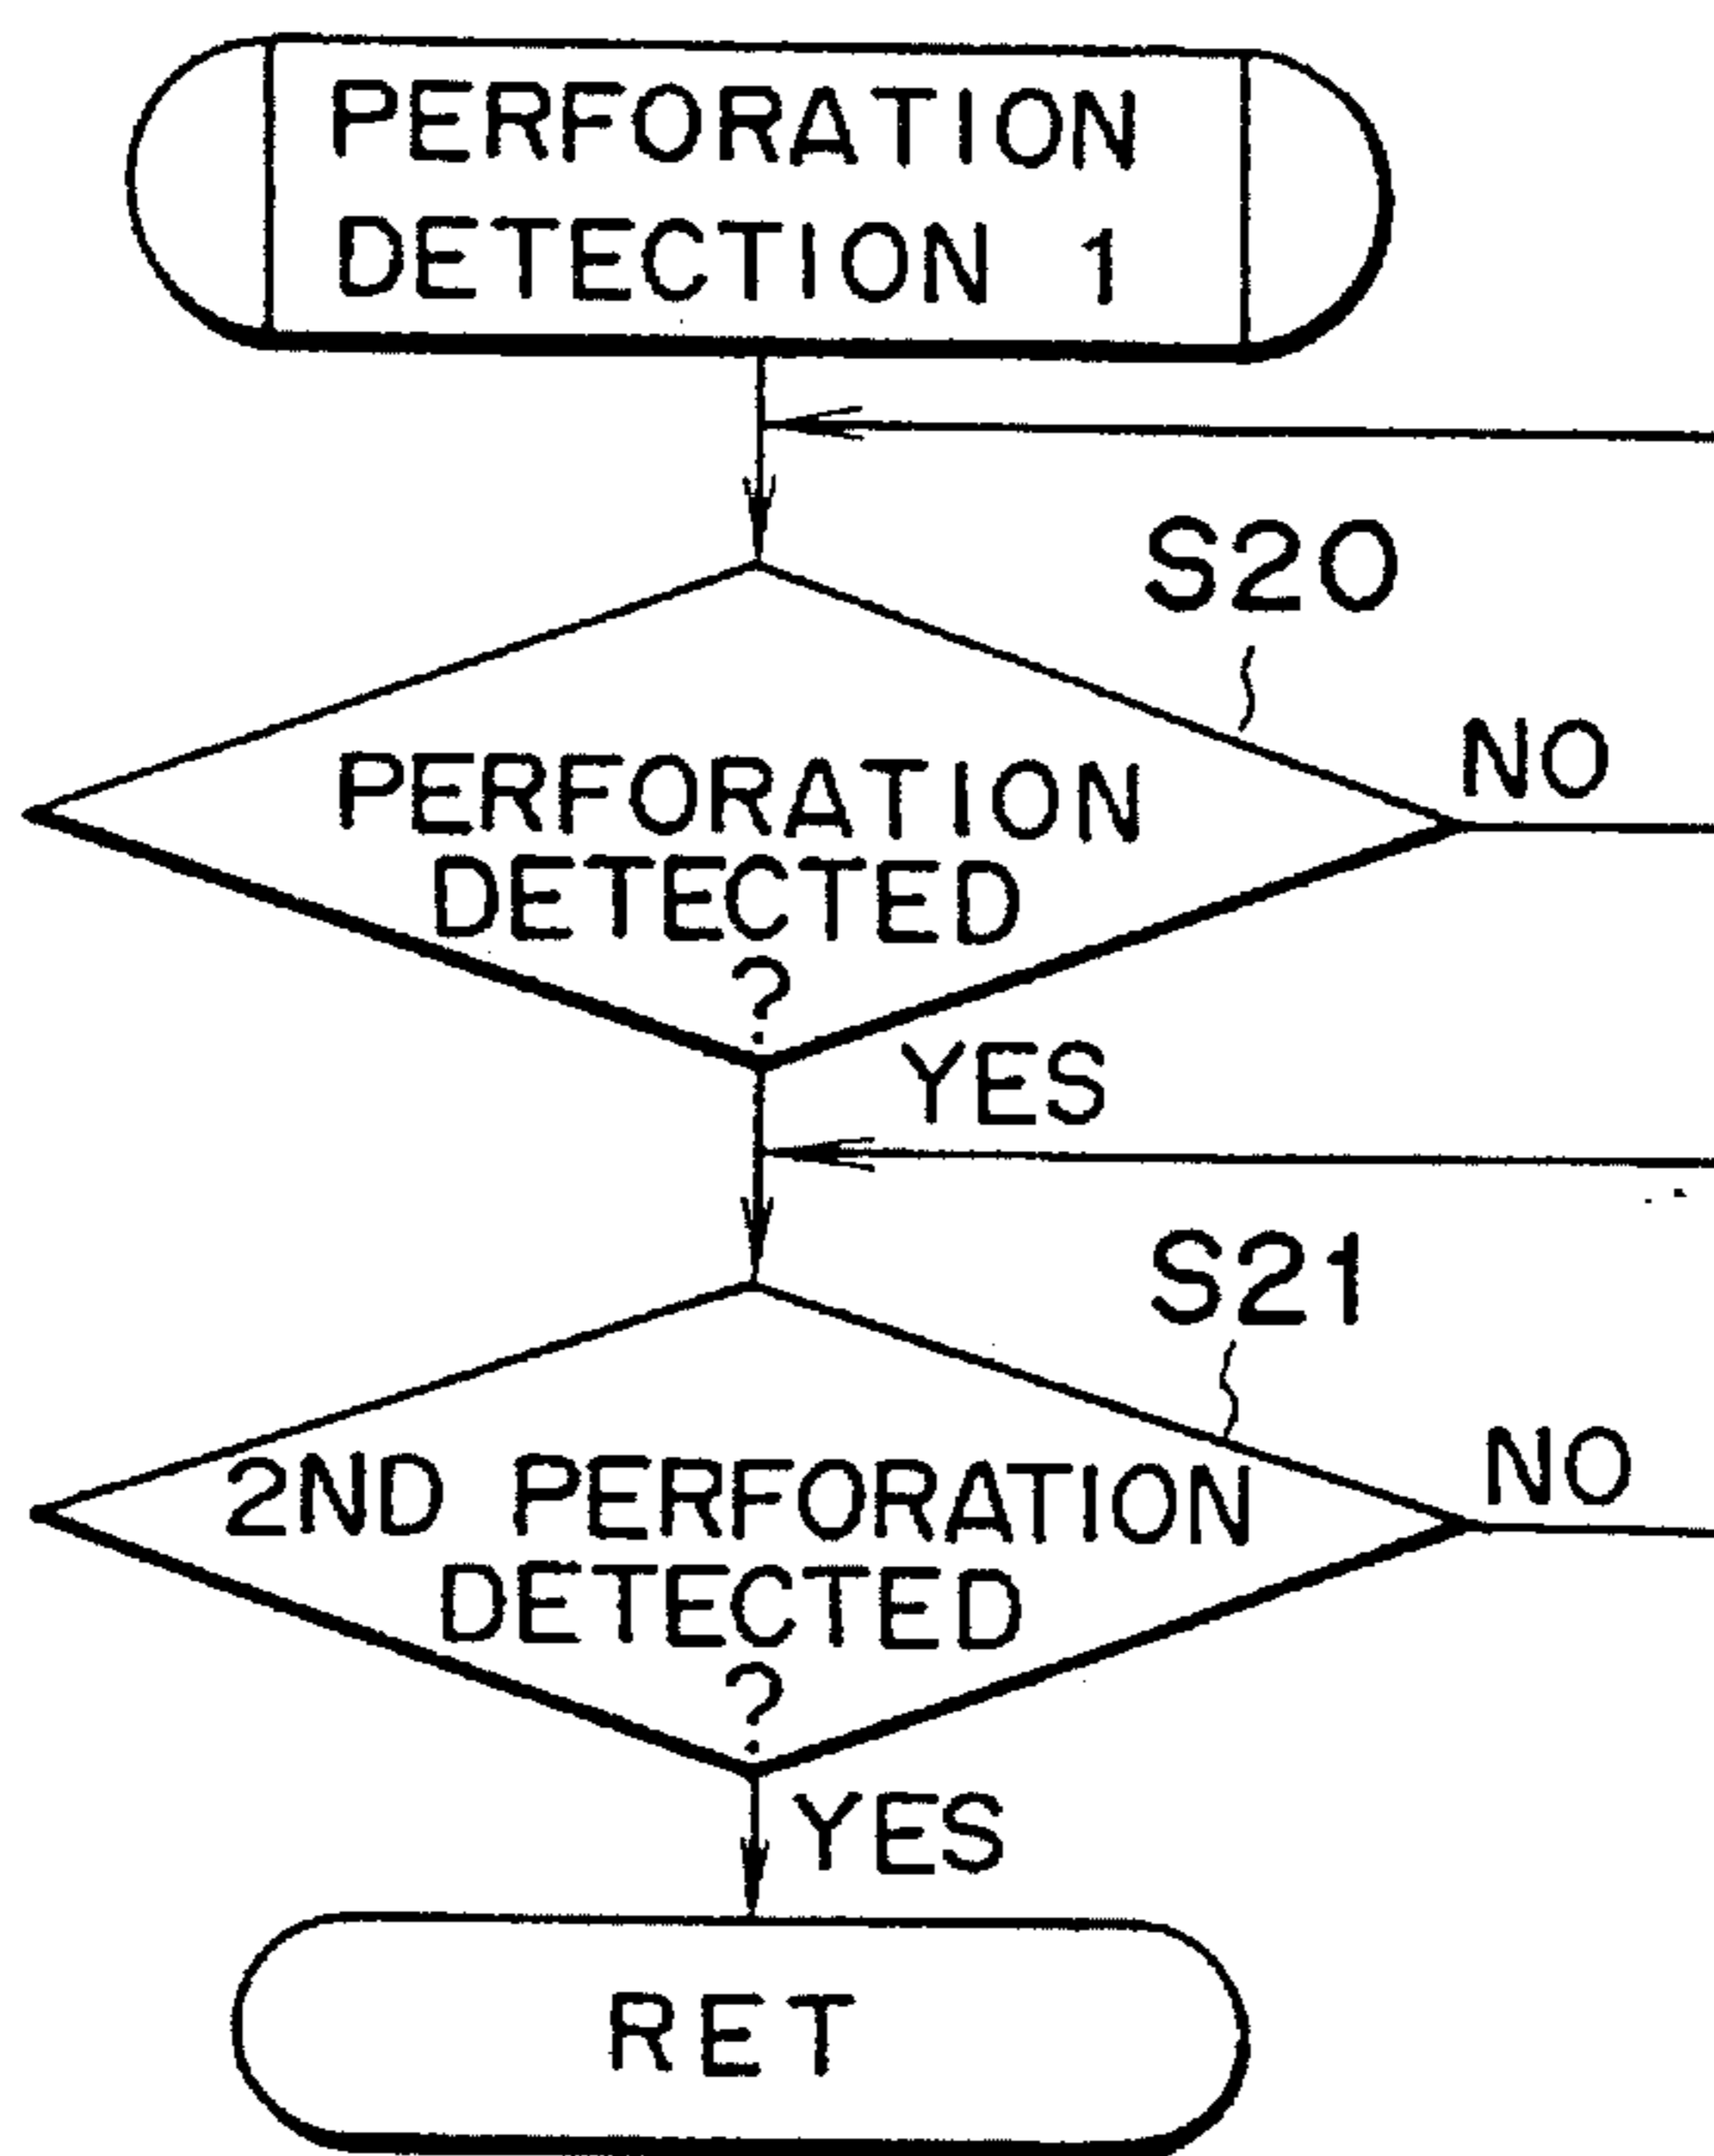 PERFORATION
DETECTION 1
S20
NO
PERFORATION
DETECTED
?
YES
S21
NO
2ND PERFORATION
DETECTED
?
YES
RET